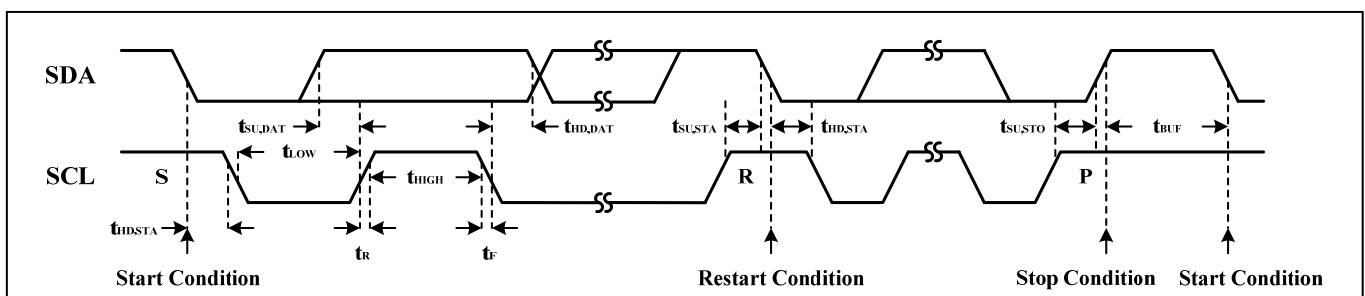 SDA
tSU,DAT tHD,DAT tSU,STA tHD,STA tSU,STO tBUF
tLOW
SCL S tHIGH R P
tHD,STA
tR tF
Start Condition Restart Condition Stop Condition Start Condition